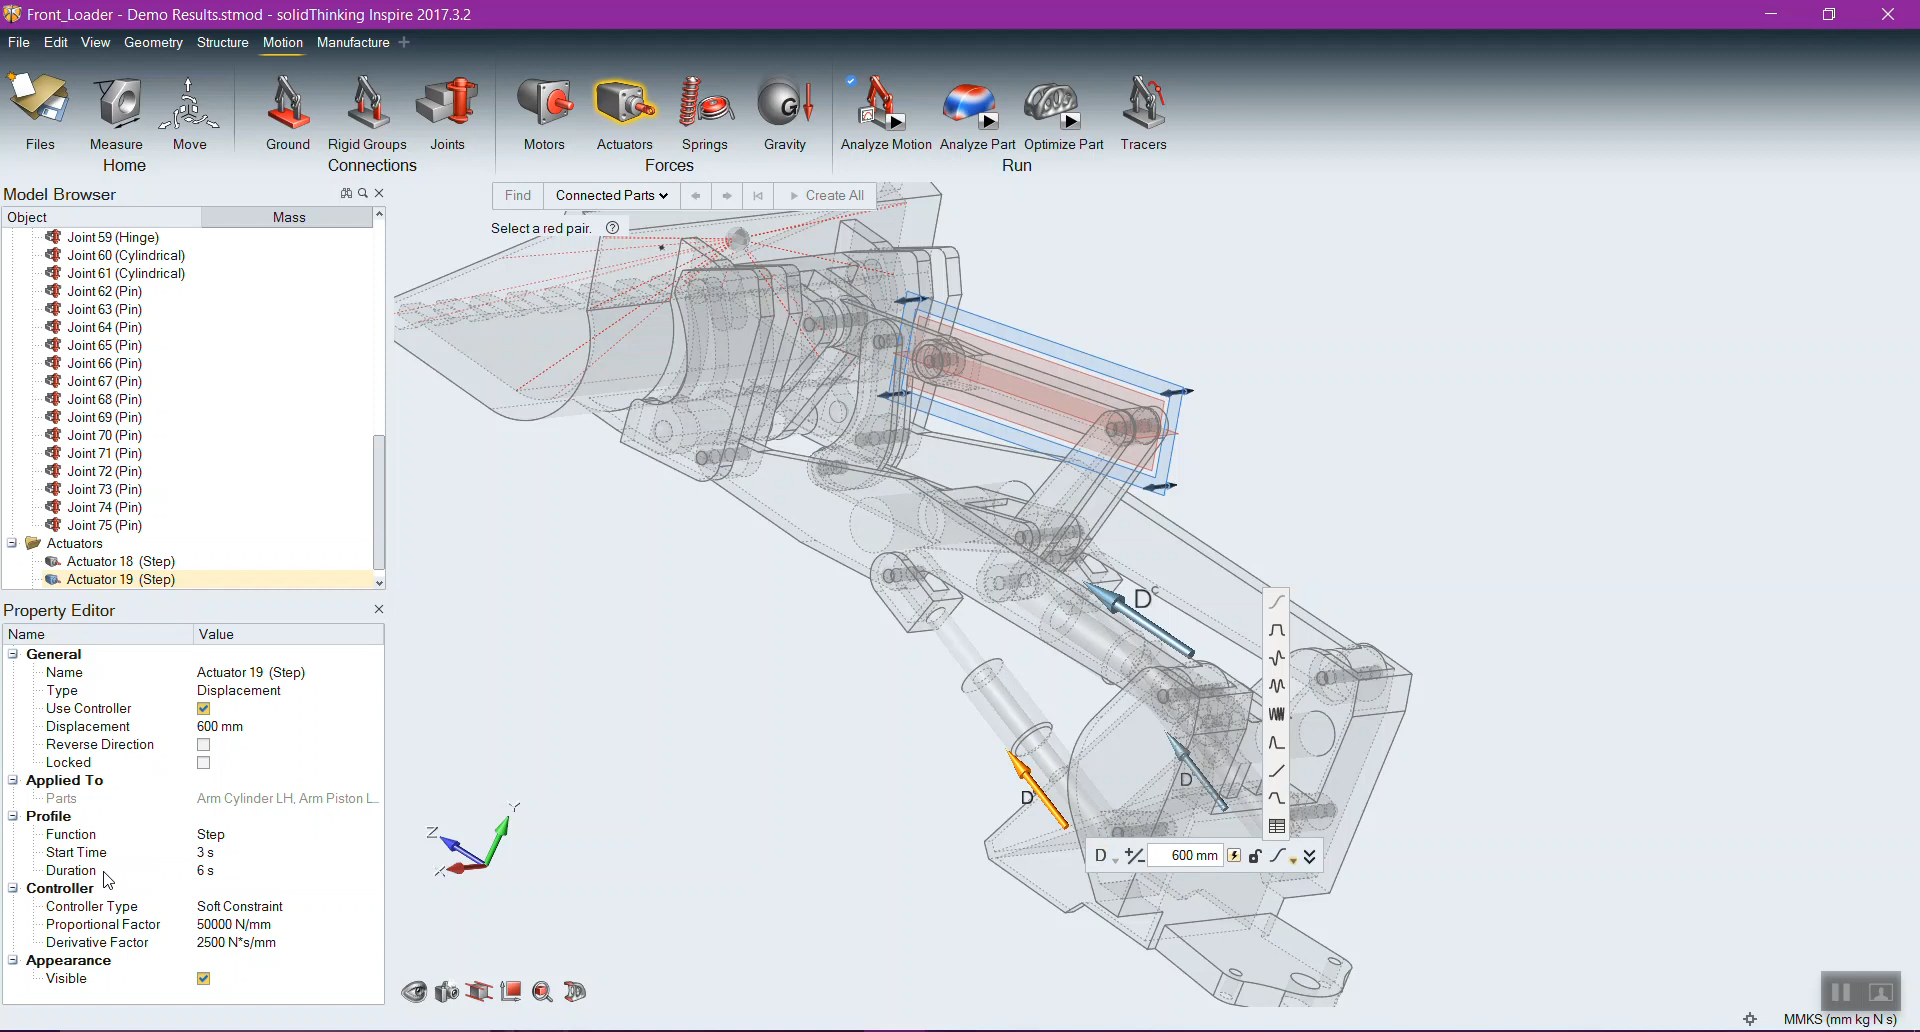 Front_Loader - Demo Results.stmod - solidThinking Inspire 2017.3.2
File Edit View Geometry Structure Motion Manufacture
Files Measure Move Ground Rigid Groups Joints Motors Actuators Springs Gravity Analyze Motion Analyze Part Optimize Part Tracers
Home Connections Forces Run
Model Browser
Object Mass
Joint 59 (Hinge)
Joint 60 (Cylindrical)
Joint 61 (Cylindrical)
Joint 62 (Pin)
Joint 63 (Pin)
Joint 64 (Pin)
Joint 65 (Pin)
Joint 66 (Pin)
Joint 67 (Pin)
Joint 68 (Pin)
Joint 69 (Pin)
Joint 70 (Pin)
Joint 71 (Pin)
Joint 72 (Pin)
Joint 73 (Pin)
Joint 74 (Pin)
Joint 75 (Pin)
Actuators
Actuator 18 (Step)
Actuator 19 (Step)
Property Editor
Name Value
General
Name Actuator 19 (Step)
Type Displacement
Use Controller
Displacement 600 mm
Reverse Direction
Locked
Applied To
Parts Arm Cylinder LH, Arm Piston L...
Profile
Function Step
Start Time 3 s
Duration 6 s
Controller
Controller Type Soft Constraint
Proportional Factor 50000 N/mm
Derivative Factor 2500 N*s/mm
Appearance
Visible
Find Connected Parts Create All
Select a red pair.
D c
D
D
Y
Z
X
D +/- 600 mm
MMKS (mm kg N s)